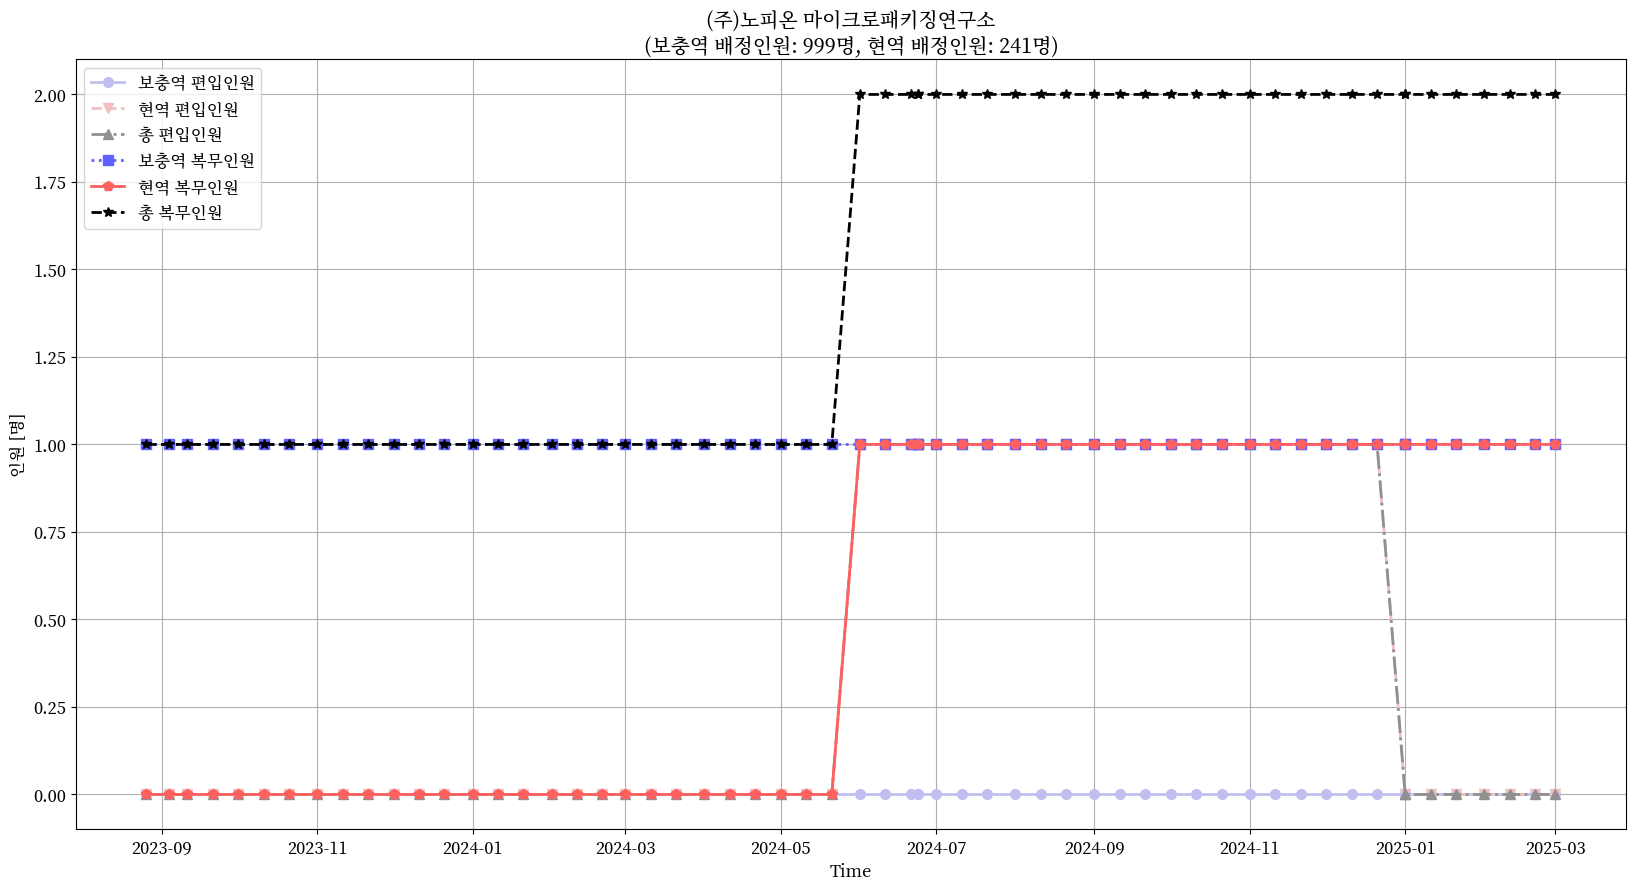 (주)노피온 마이크로패키징연구소
(보충역 배정인원: 999명, 현역 배정인원: 241명)
보충역 편입인원
현역 편입인원
총 편입인원
보충역 복무인원
현역 복무인원
총 복무인원
인원 [명]
2.00
1.75
1.50
1.25
1.00
0.75
0.50
0.25
0.00
2023-09 2023-11 2024-01 2024-03 2024-05 2024-07 2024-09 2024-11 2025-01 2025-03
Time